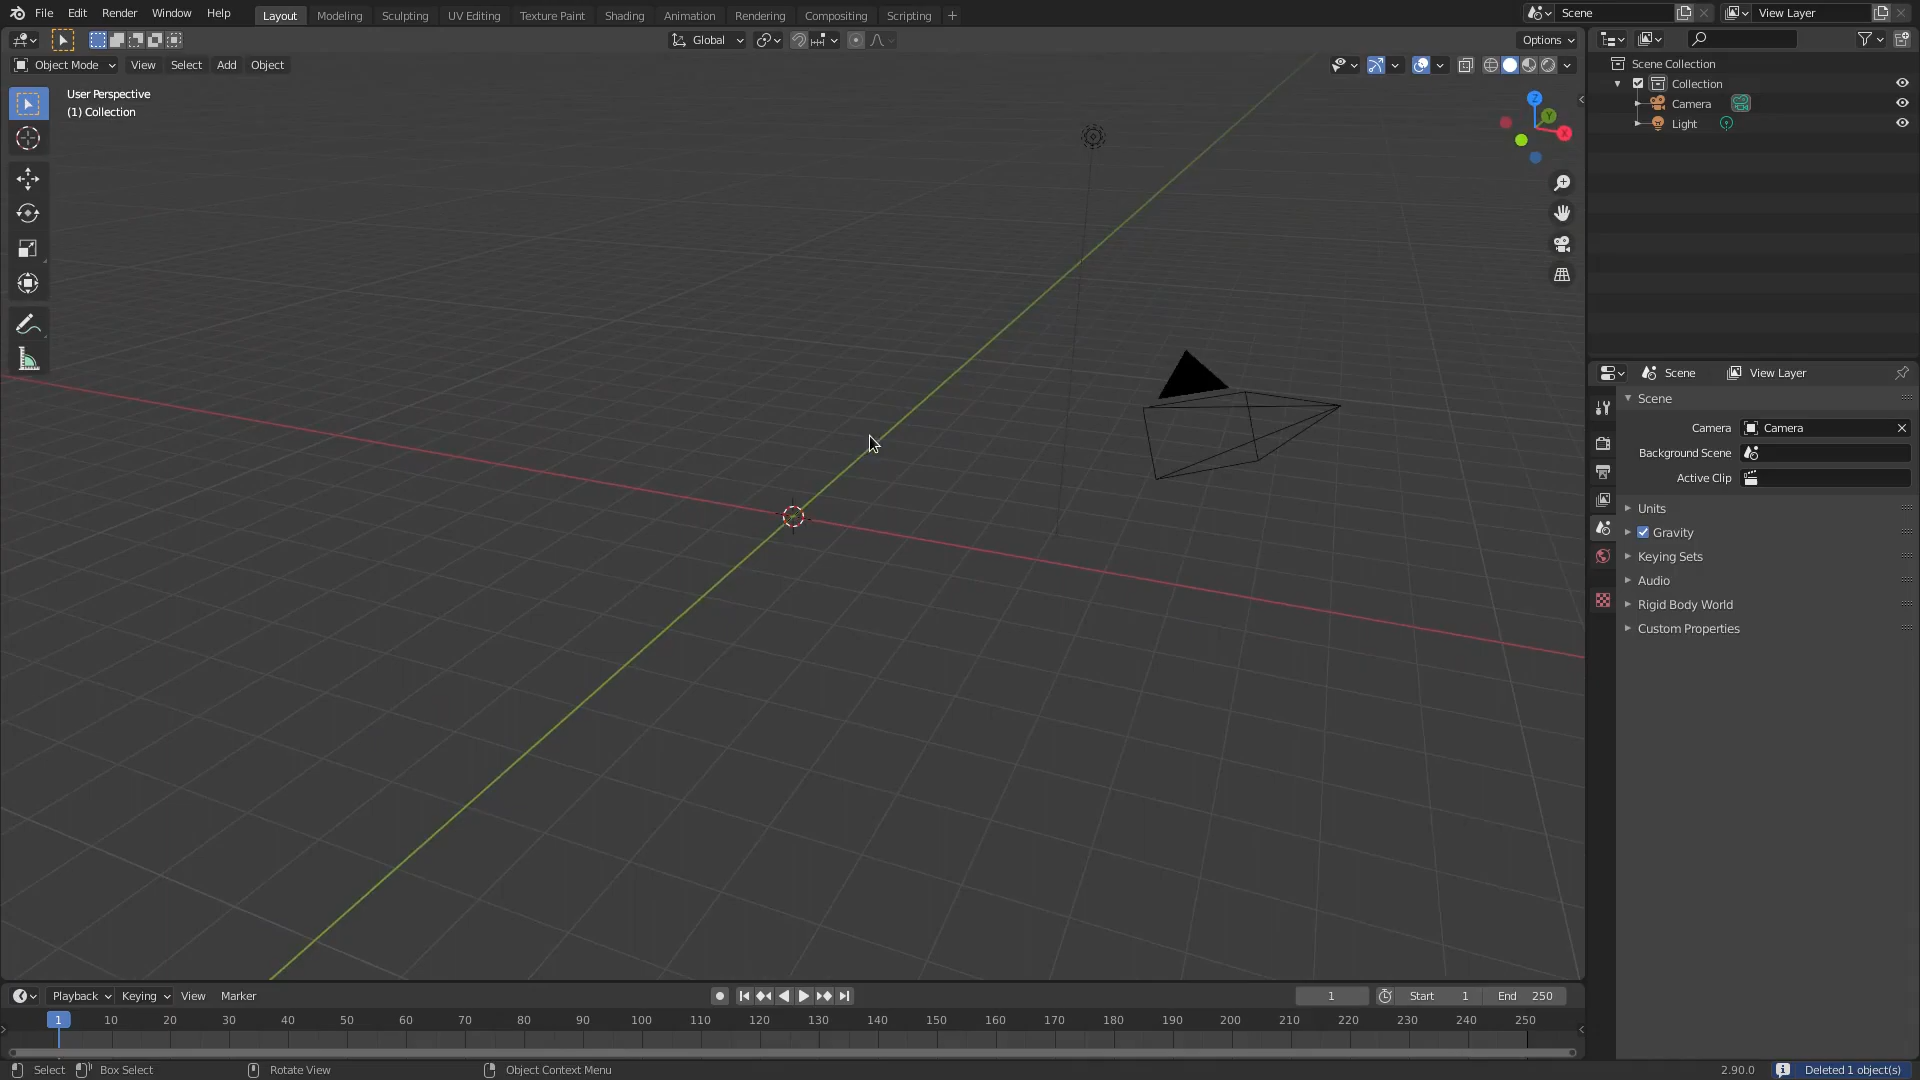 File Edit Render Window Help Layout Modeling Sculpting UV Editing Texture Paint Shading Animation Rendering Compositing Scripting + Scene View Layer
Global Options
Object Mode View Select Add Object
User Perspective
(1) Collection
Z
Y
X
Scene Collection
Collection
Camera
Light
Scene View Layer
Scene
Camera Camera
Background Scene
Active Clip
Units
Gravity
Keying Sets
Audio
Rigid Body World
Custom Properties
Playback Keying View Marker 1 Start 1 End 250
1 10 20 30 40 50 60 70 80 90 100 110 120 130 140 150 160 170 180 190 200 210 220 230 240 250
Select Box Select Rotate View Object Context Menu 2.90.0 Deleted 1 object(s)